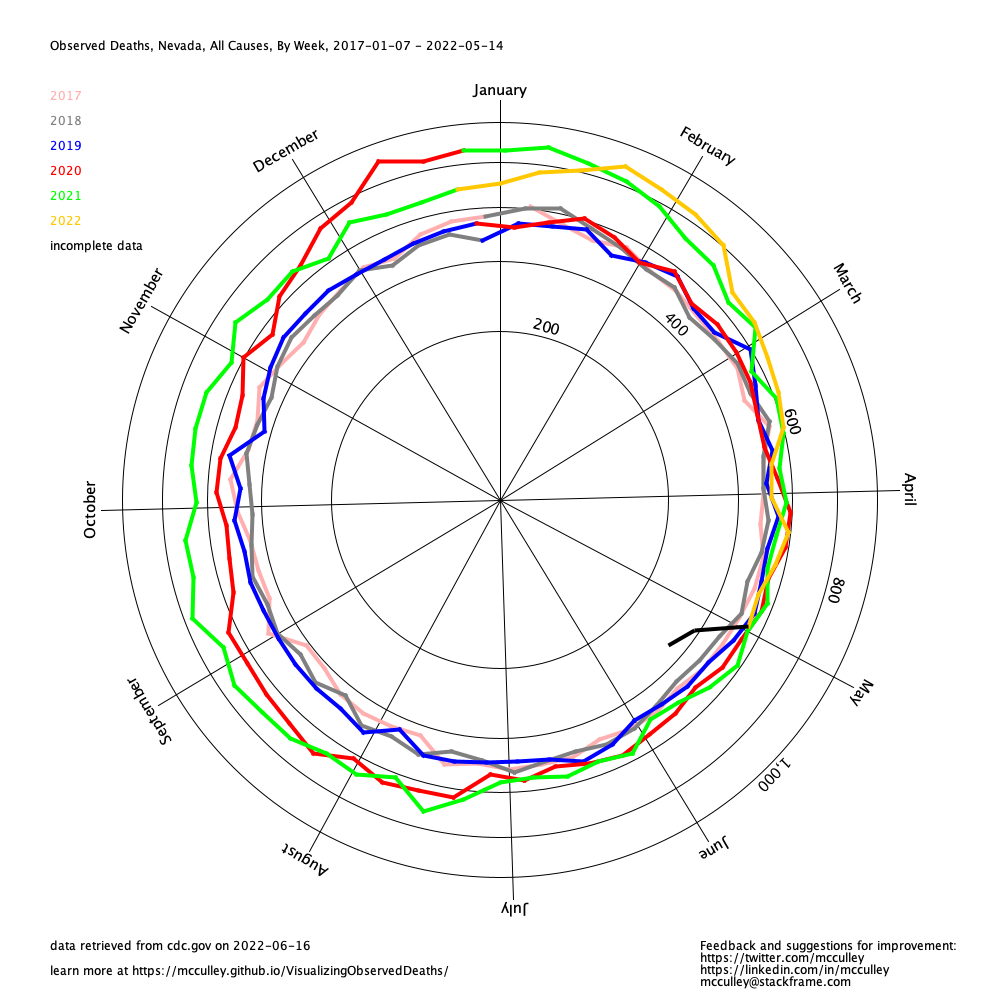 Observed Deaths, Nevada, All Causes, By Week, 2017-01-07 - 2022-05-14
January
2017
2018
2019
2020
2021
2022
incomplete data
December
February
November
March
200
400
600
October
April
800
September
May
1,000
August
June
July
data retrieved from cdc.gov on 2022-06-16
learn more at https://mcculley.github.io/VisualizingObservedDeaths/
Feedback and suggestions for improvement:
https://twitter.com/mcculley
https://linkedin.com/in/mcculley
mcculley@stackframe.com